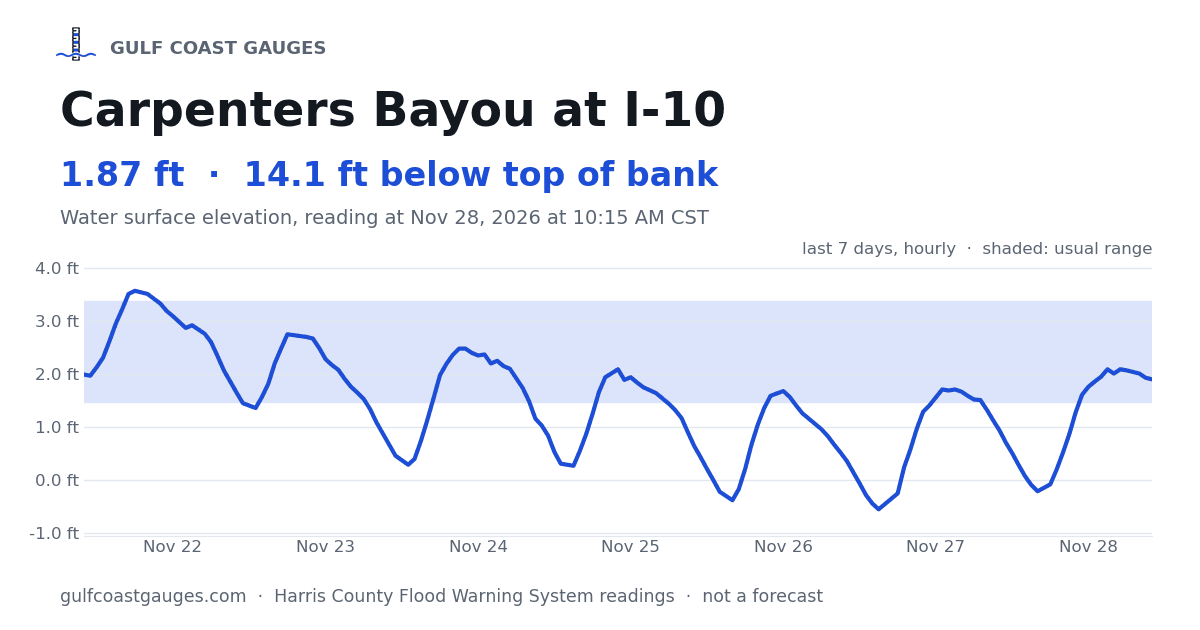 GULF COAST GAUGES
Carpenters Bayou at I-10
1.87 ft · 14.1 ft below top of bank
Water surface elevation, reading at Nov 28, 2026 at 10:15 AM CST
last 7 days, hourly · shaded: usual range
4.0 ft
3.0 ft
2.0 ft
1.0 ft
0.0 ft
-1.0 ft
Nov 22 Nov 23 Nov 24 Nov 25 Nov 26 Nov 27 Nov 28
gulfcoastgauges.com · Harris County Flood Warning System readings · not a forecast